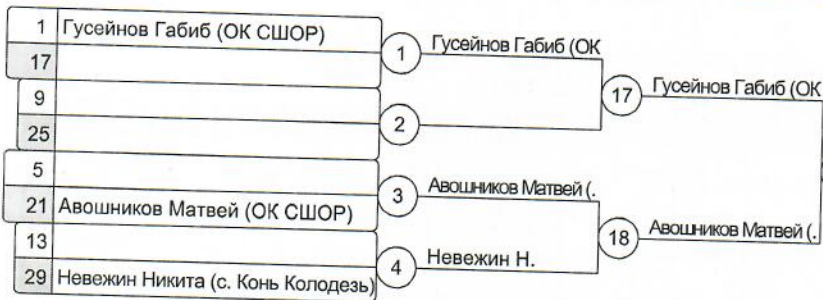 1 Гусейнов Габиб (ОК СШОР)
17
9
25
5
21 Авошников Матвей (ОК СШОР)
13
29 Невежин Никита (с. Конь Колодезь)
1
2
3
4
Гусейнов Габиб (ОК
Авошников Матвей (.
Невежин Н.
17
18
Гусейнов Габиб (ОК
Авошников Матвей (.